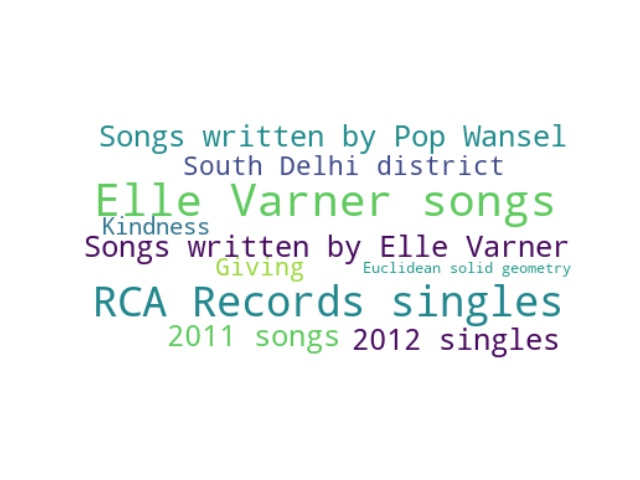 Songs written by Pop Wansel
South Delhi district
Elle Varner songs
Kindness
Songs written by Elle Varner
Giving
Euclidean solid geometry
RCA Records singles
2011 songs
2012 singles